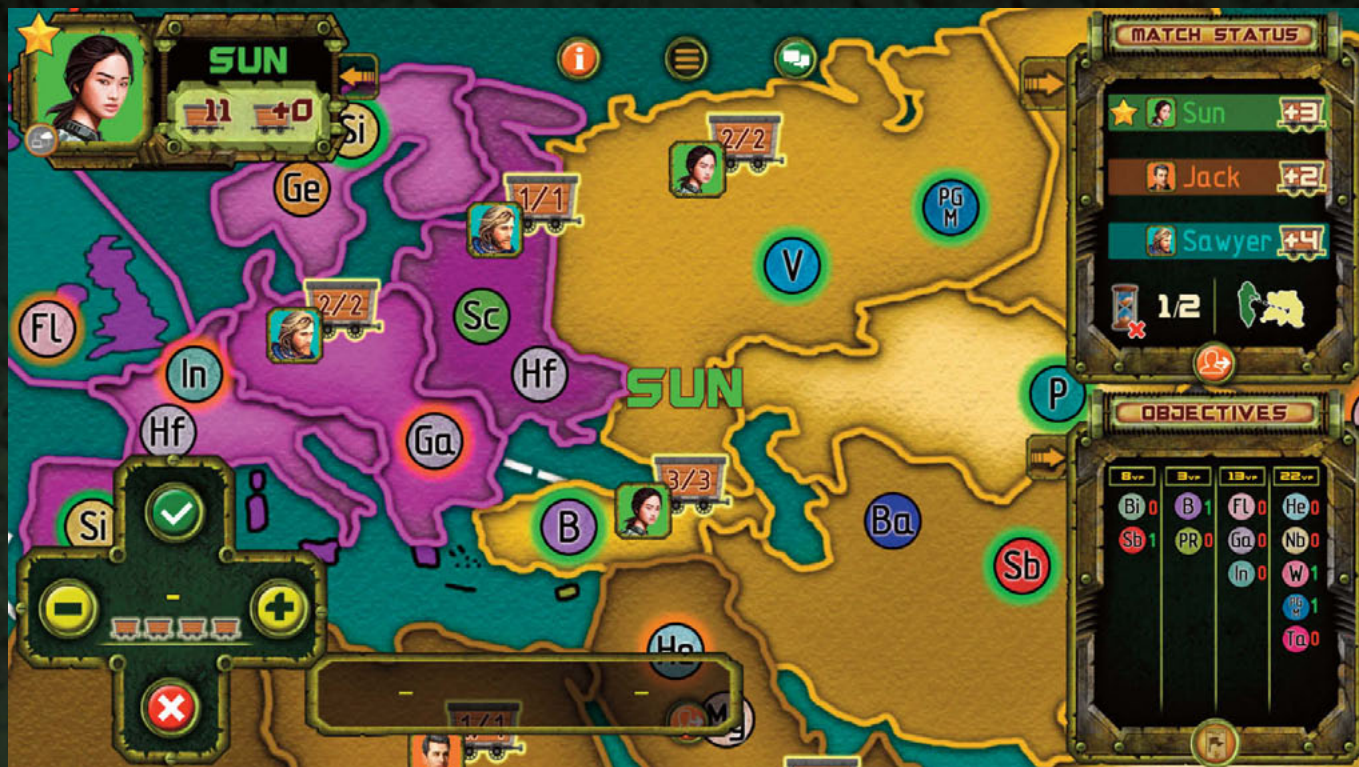 SUN
11 +0
MATCH STATUS
Sun +3
Jack +2
Sawyer +4
1/2
OBJECTIVES
8VP 3VP 13VP 22VP
Bi 0 B 1 Fl 0 He 0
Sb 1 PR 0 Ga 0 Nb 0
In 0 W 1
PG M 1
Ta 0
Si
Ge
2/2
1/1
PG
M
V
2/2
Sc
Fl
In
Hf
SUN
P
Hf
Ga
3/3
Si
B
Ba
Sb
-
He
- -
1/1
Mg